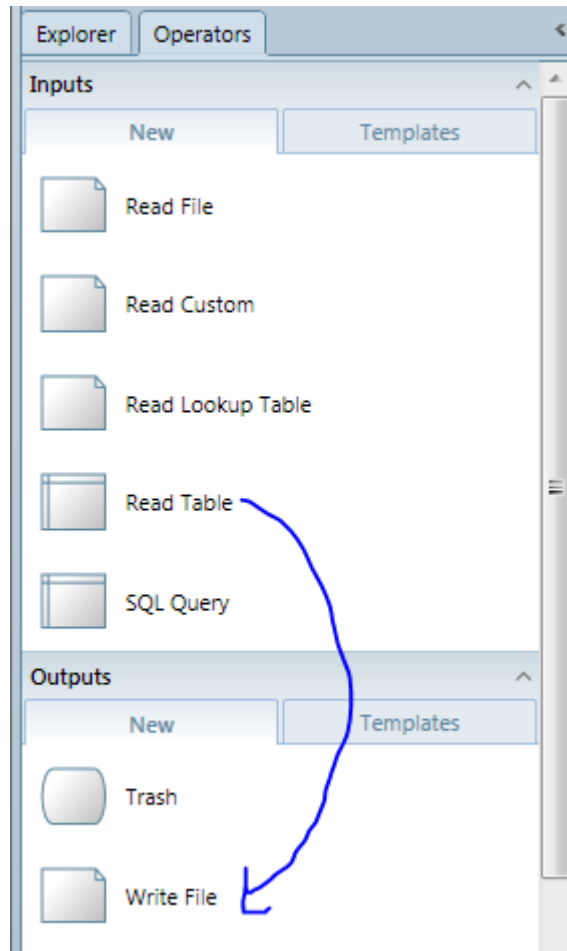 Explorer Operators
Inputs
New Templates
Read File
Read Custom
Read Lookup Table
Read Table
SQL Query
Outputs
New Templates
Trash
Write File